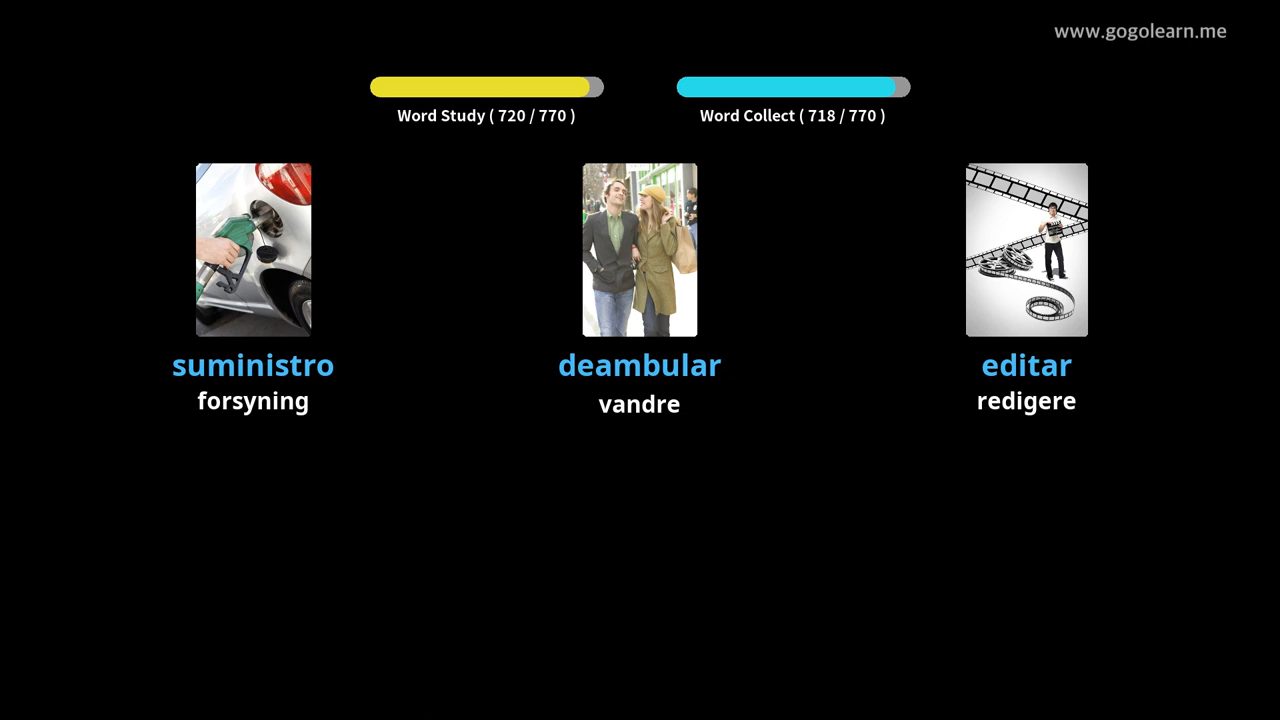 www.gogolearn.me
Word Study ( 720 / 770 )
Word Collect ( 718 / 770 )
suministro
forsyning
deambular
vandre
editar
redigere